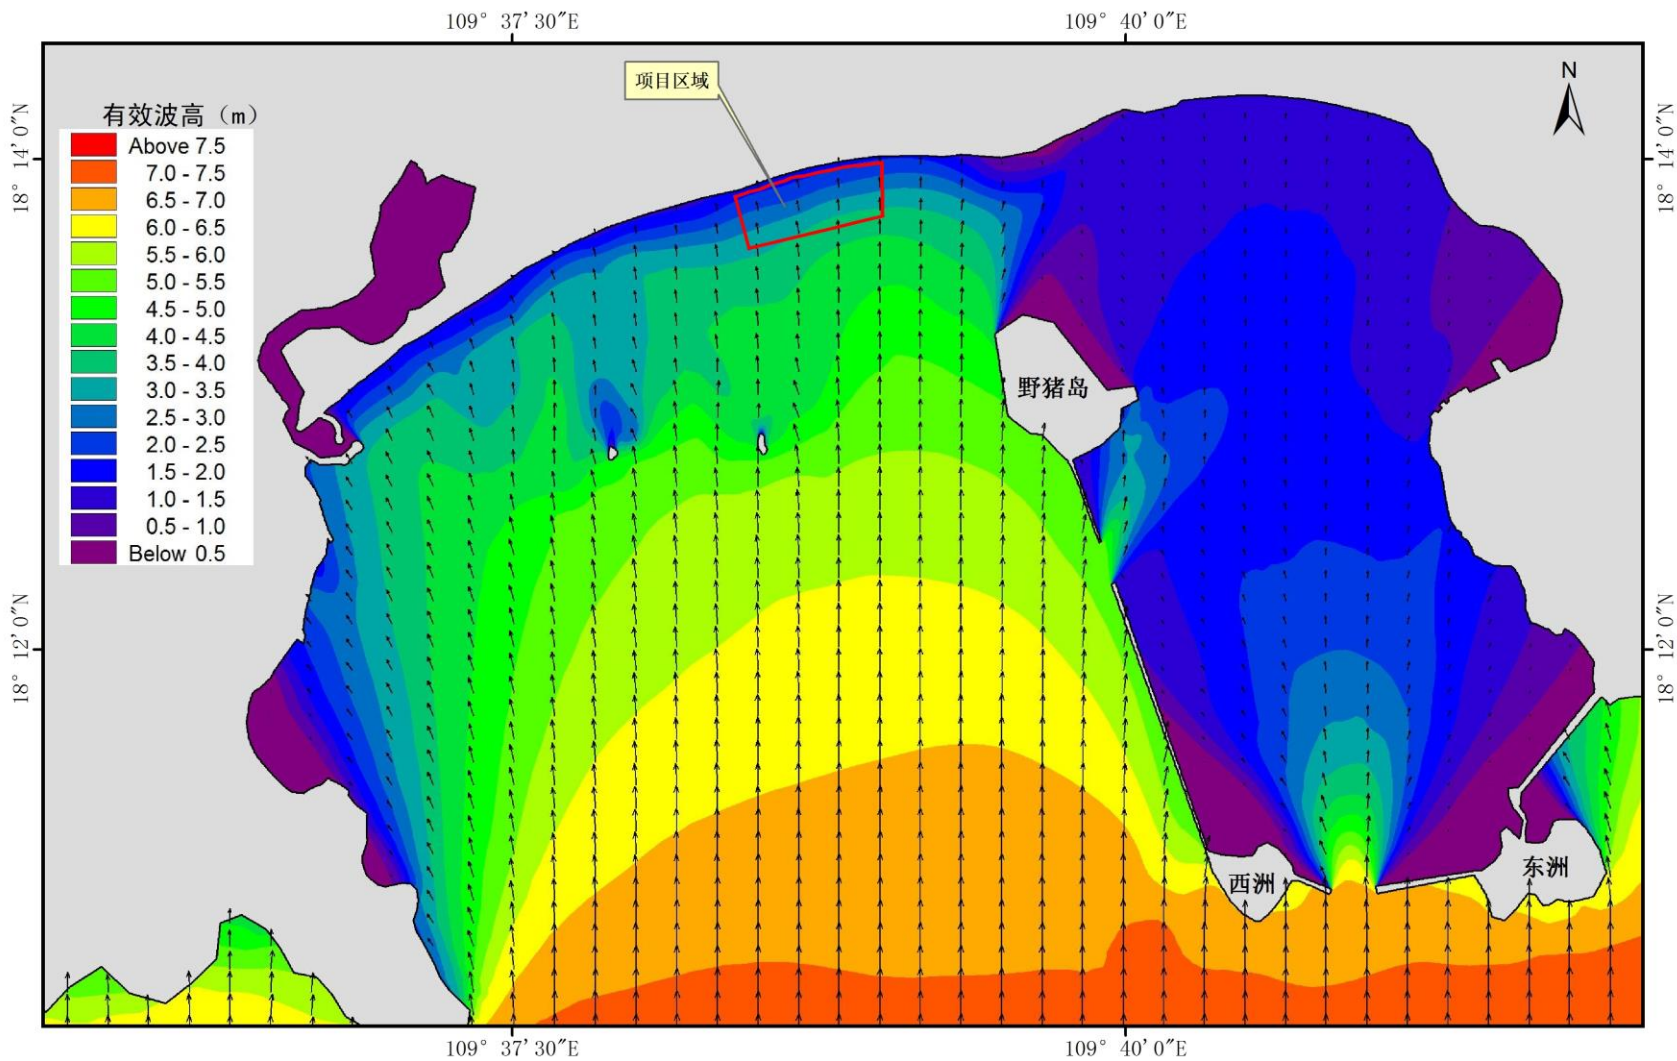 109° 37′30″E
109° 40′0″E
项目区域
N
有效波高（m）
Above 7.5
7.0 - 7.5
6.5 - 7.0
6.0 - 6.5
5.5 - 6.0
5.0 - 5.5
4.5 - 5.0
4.0 - 4.5
3.5 - 4.0
3.0 - 3.5
2.5 - 3.0
2.0 - 2.5
1.5 - 2.0
1.0 - 1.5
0.5 - 1.0
Below 0.5
18° 14′0″N
18° 14′0″N
野猪岛
18° 12′0″N
18° 12′0″N
西洲
东洲
109° 37′30″E
109° 40′0″E